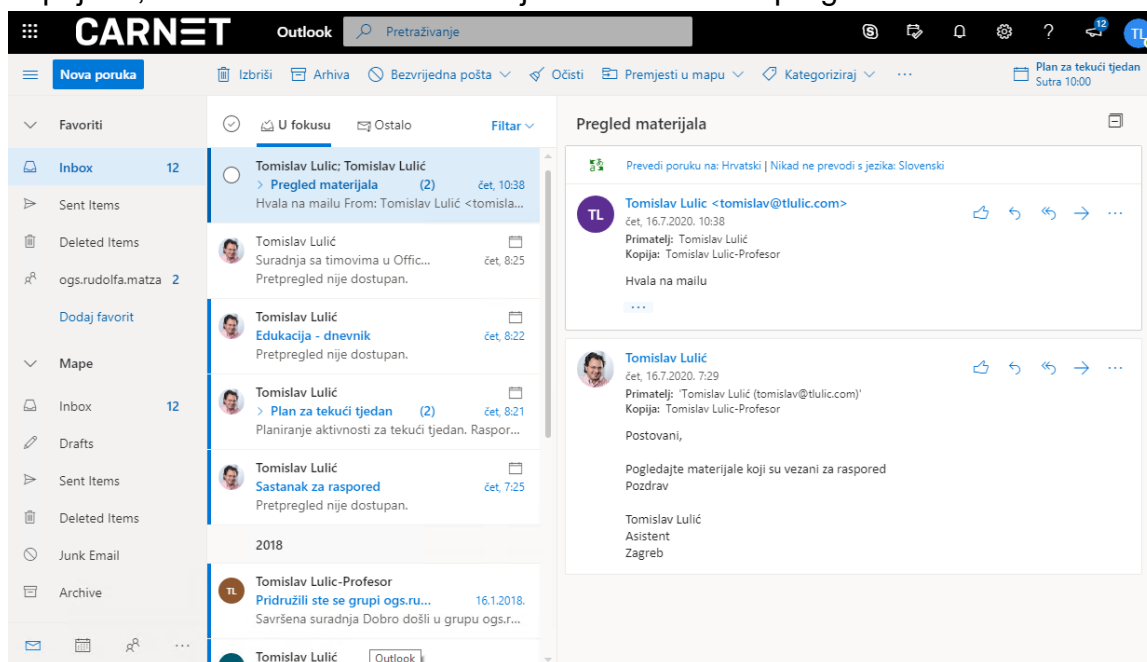 CARNET
Outlook
Pretraživanje
12
TL
Nova poruka
Izbriši
Arhiva
Bezvrijedna pošta
Očisti
Premjesti u mapu
Kategoriziraj
Plan za tekući tjedan
Sutra 10:00
Favoriti
Inbox 12
Sent Items
Deleted Items
ogs.rudolfa.matza 2
Dodaj favorit
Mape
Inbox 12
Drafts
Sent Items
Deleted Items
Junk Email
Archive
U fokusu
Ostalo
Filtar
Tomislav Lulic; Tomislav Lulić
> Pregled materijala (2) čet, 10:38
Hvala na mailu From: Tomislav Lulić <tomisla...
Tomislav Lulić
Suradnja sa timovima u Offic... čet, 8:25
Pretpregled nije dostupan.
Tomislav Lulić
Edukacija - dnevnik čet, 8:22
Pretpregled nije dostupan.
Tomislav Lulić
> Plan za tekući tjedan (2) čet, 8:21
Planiranje aktivnosti za tekući tjedan. Raspor...
Tomislav Lulić
Sastanak za raspored čet, 7:25
Pretpregled nije dostupan.
2018
TL
Tomislav Lulic-Profesor
Pridružili ste se grupi ogs.ru... 16.1.2018.
Savršena suradnja Dobro došli u grupu ogs.r...
Tomislav Lulić
Outlook
Pregled materijala
Prevedi poruku na: Hrvatski | Nikad ne prevodi s jezika: Slovenski
TL
Tomislav Lulic <tomislav@tlulic.com>
čet, 16.7.2020. 10:38
Primatelj: Tomislav Lulić
Kopija: Tomislav Lulic-Profesor
Hvala na mailu
...
Tomislav Lulić
čet, 16.7.2020. 7:29
Primatelj: 'Tomislav Lulić (tomislav@tlulic.com)'
Kopija: Tomislav Lulic-Profesor
Postovani,
Pogledajte materijale koji su vezani za raspored
Pozdrav
Tomislav Lulić
Asistent
Zagreb